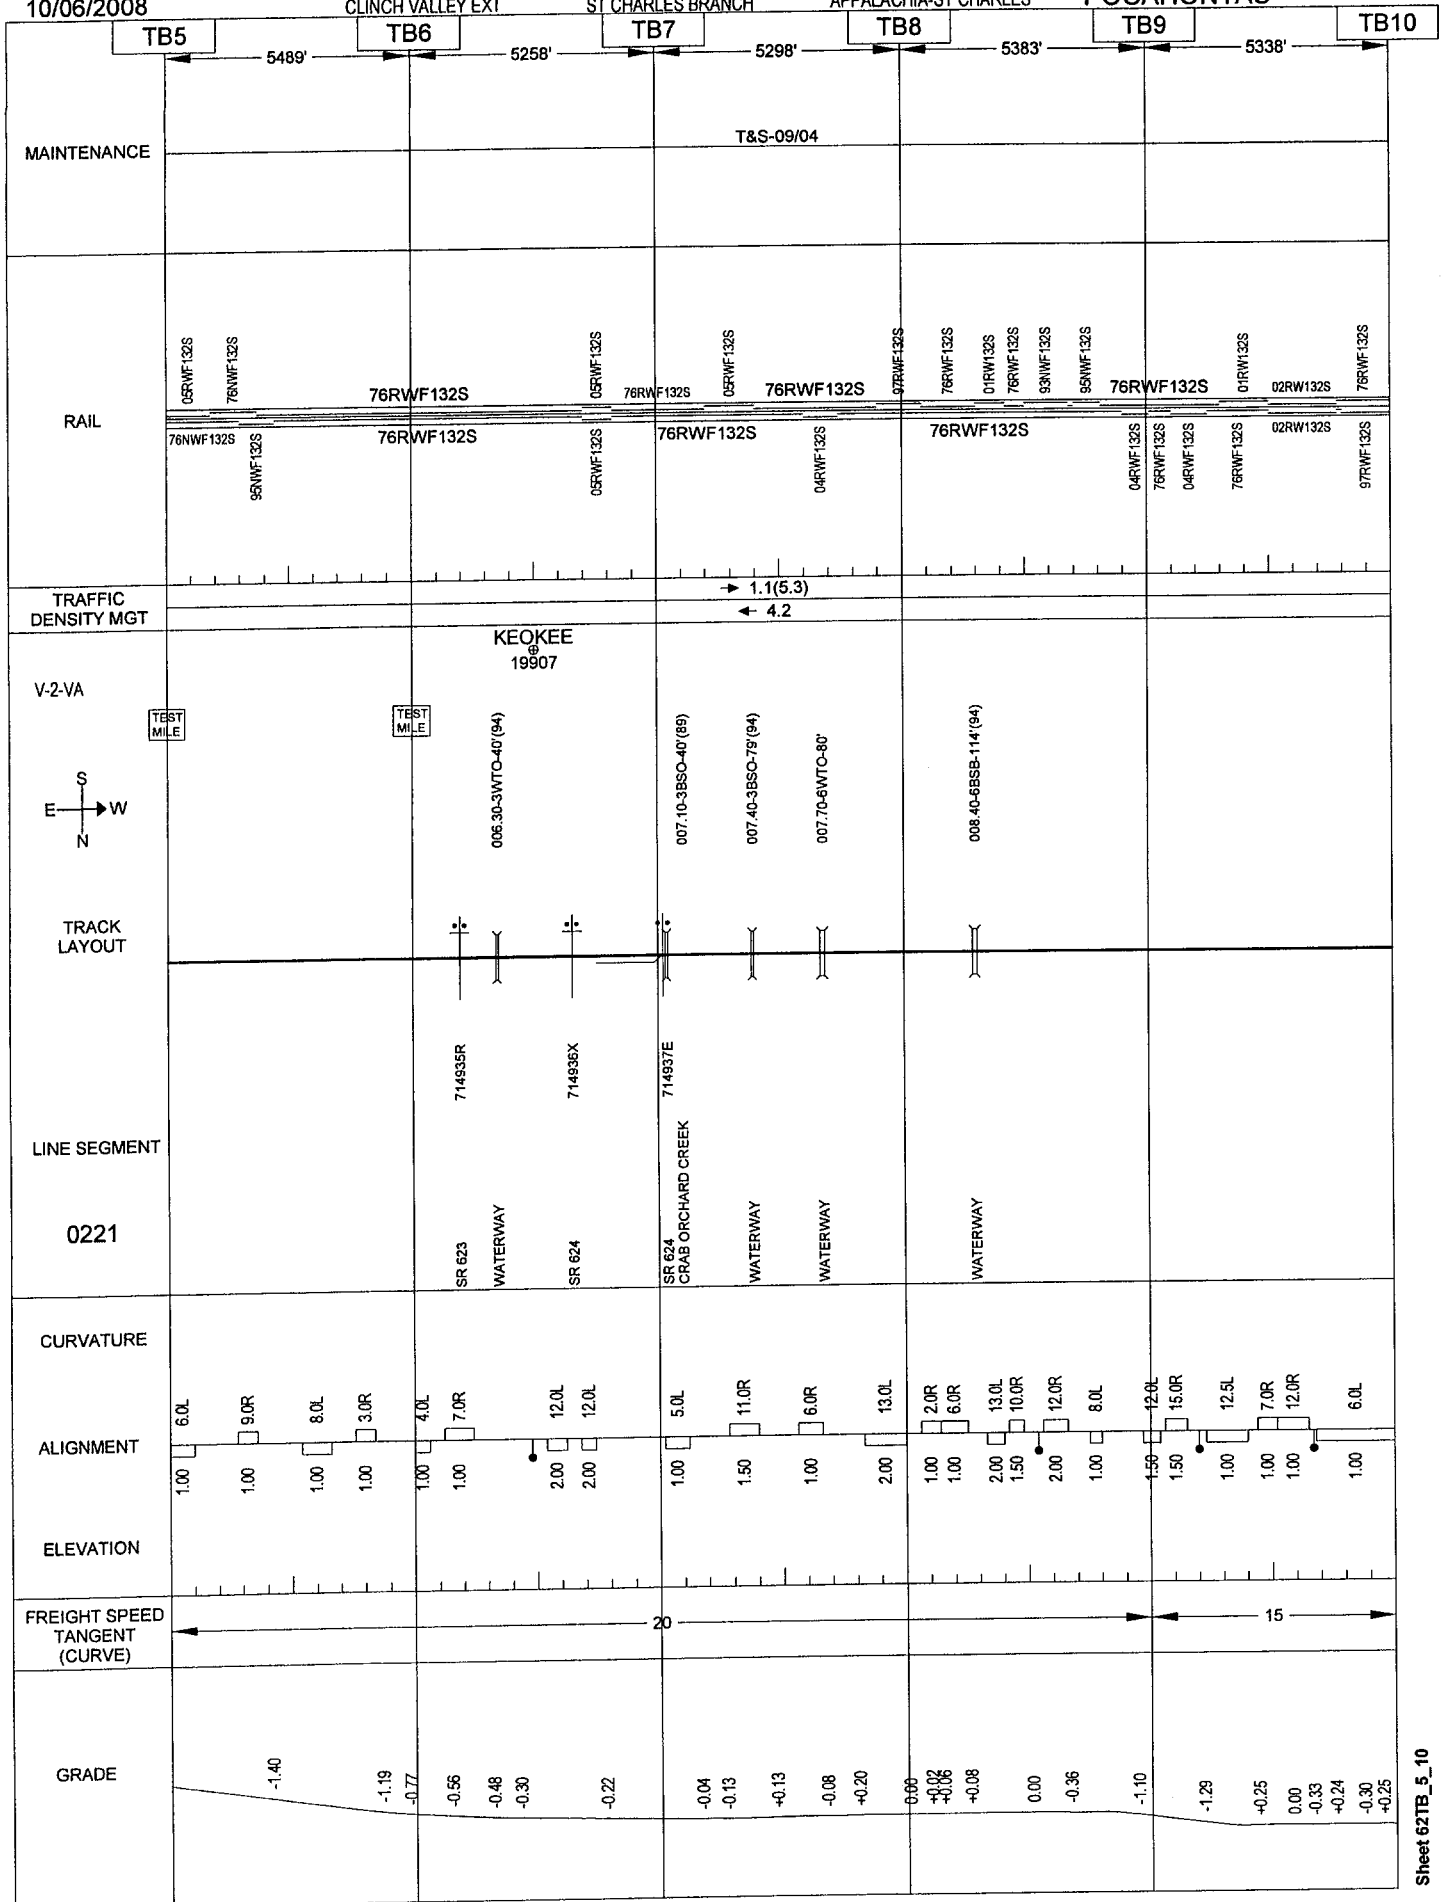 10/06/2008 CLINCH VALLEY EXT ST CHARLES BRANCH APPALACHIA-ST CHARLES POCAHONTAS
TB5 TB6 TB7 TB8 TB9 TB10
5489' 5258' 5298' 5383' 5338'
MAINTENANCE
T&S-09/04
RAIL
05RWF132S 76NWF132S 76RWF132S 05RWF132S 76RWF132S 05RWF132S 76RWF132S 97RWF132S 76RWF132S 01RW132S 76RWF132S 93NWF132S 95NWF132S 76RWF132S 01RW132S 02RW132S 76RWF132S
76NWF132S 95NWF132S 76RWF132S 05RWF132S 76RWF132S 04RWF132S 76RWF132S 04RWF132S 76RWF132S 04RWF132S 76RWF132S 02RW132S 97RWF132S
TRAFFIC
DENSITY MGT
→ 1.1(5.3)
← 4.2
KEOKEE
19907
V-2-VA
TEST
MILE
TEST
MILE
S
E W
N
006.30-3WTO-40'(94)
007.10-3BSO-40'(89)
007.40-3BSO-79'(94)
007.70-6WTO-80'
008.40-6BSB-114'(94)
TRACK
LAYOUT
714935R
714936X
714937E
LINE SEGMENT
0221
SR 623
WATERWAY
SR 624
SR 624
CRAB ORCHARD CREEK
WATERWAY
WATERWAY
WATERWAY
CURVATURE
6.0L 9.0R 8.0L 3.0R 4.0L 7.0R 12.0L 12.0L 5.0L 11.0R 6.0R 13.0L 2.0R 6.0R 13.0L 10.0R 12.0R 8.0L 12.0L 15.0R 12.5L 7.0R 12.0R 6.0L
ALIGNMENT
1.00 1.00 1.00 1.00 1.00 1.00 2.00 2.00 1.00 1.50 1.00 2.00 1.00 1.00 2.00 1.50 2.00 1.00 1.50 1.50 1.00 1.00 1.00 1.00
ELEVATION
FREIGHT SPEED
TANGENT
(CURVE)
20 15
GRADE
-1.40 -1.19 -0.77 -0.56 -0.48 -0.30 -0.22 -0.04 -0.13 +0.13 -0.08 +0.20 0.00 +0.02 +0.06 +0.08 0.00 -0.36 -1.10 -1.29 +0.25 0.00 -0.33 +0.24 -0.30 +0.25
Sheet 62TB_5_10